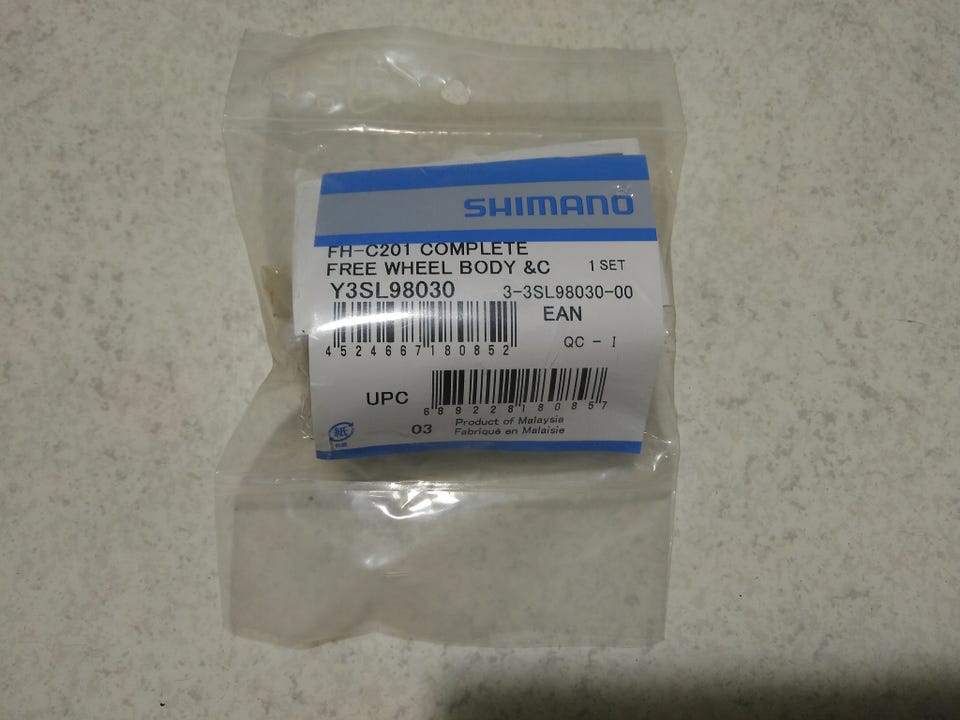 SHIMANO
FH-C201 COMPLETE
FREE WHEEL BODY &C 1 SET
Y3SL98030 3-3SL98030-00
EAN
4524667180852
QC - I
UPC
689228180857
03 Product of Malaysia
Fabriqué en Malaisie
紙